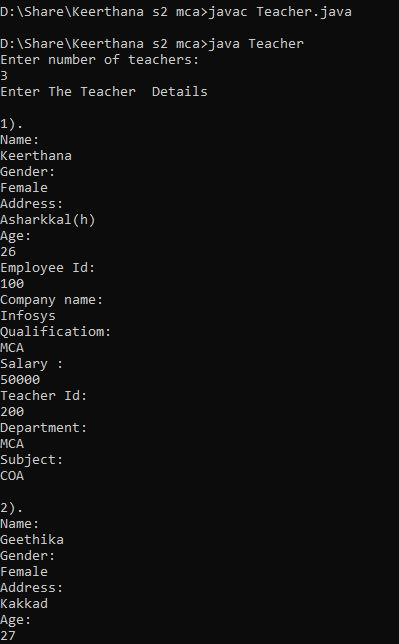 D:\Share\Keerthana s2 mca>javac Teacher.java
D:\Share\Keerthana s2 mca>java Teacher
Enter number of teachers:
3
Enter The Teacher  Details
1).
Name:
Keerthana
Gender:
Female
Address:
Asharkkal(h)
Age:
26
Employee Id:
100
Company name:
Infosys
Qualificatiom:
MCA
Salary :
50000
Teacher Id:
200
Department:
MCA
Subject:
COA
2).
Name:
Geethika
Gender:
Female
Address:
Kakkad
Age:
27